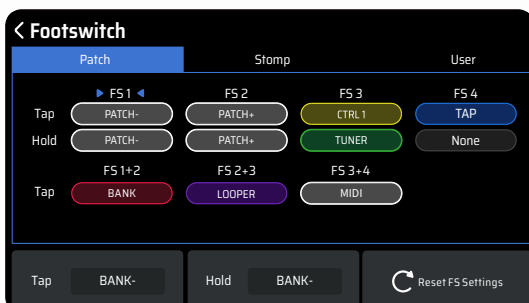 < Footswitch
Patch Stomp User
FS 1 FS 2 FS 3 FS 4
Tap PATCH- PATCH+ CTRL 1 TAP
Hold PATCH- PATCH+ TUNER None
FS 1+2 FS 2+3 FS 3+4
Tap BANK LOOPER MIDI
Tap BANK- Hold BANK- Reset FS Settings